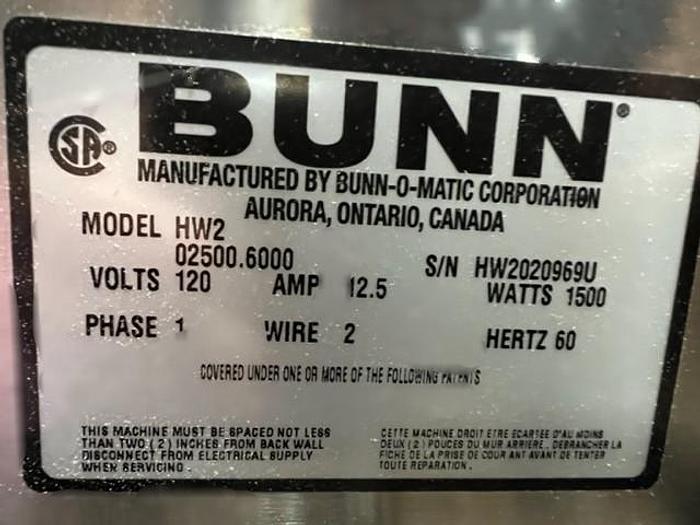 BUNN®
SA®
MANUFACTURED BY BUNN-O-MATIC CORPORATION
AURORA, ONTARIO, CANADA
MODEL HW2
02500.6000 S/N HW2020969U
VOLTS 120 AMP 12.5 WATTS 1500
PHASE 1 WIRE 2 HERTZ 60
COVERED UNDER ONE OR MORE OF THE FOLLOWING PATENTS
THIS MACHINE MUST BE SPACED NOT LESS
THAN TWO (2) INCHES FROM BACK WALL
DISCONNECT FROM ELECTRICAL SUPPLY
WHEN SERVICING.
CETTE MACHINE DROIT ETRE ECARTEE D'AU MOINS
DEUX (2) POUCES DU MUR ARRIERE. DEBRANCHER LA
FICHE DE LA PRISE DE COUR ANT AVANT DE TENTER
TOUTE REPARATION.